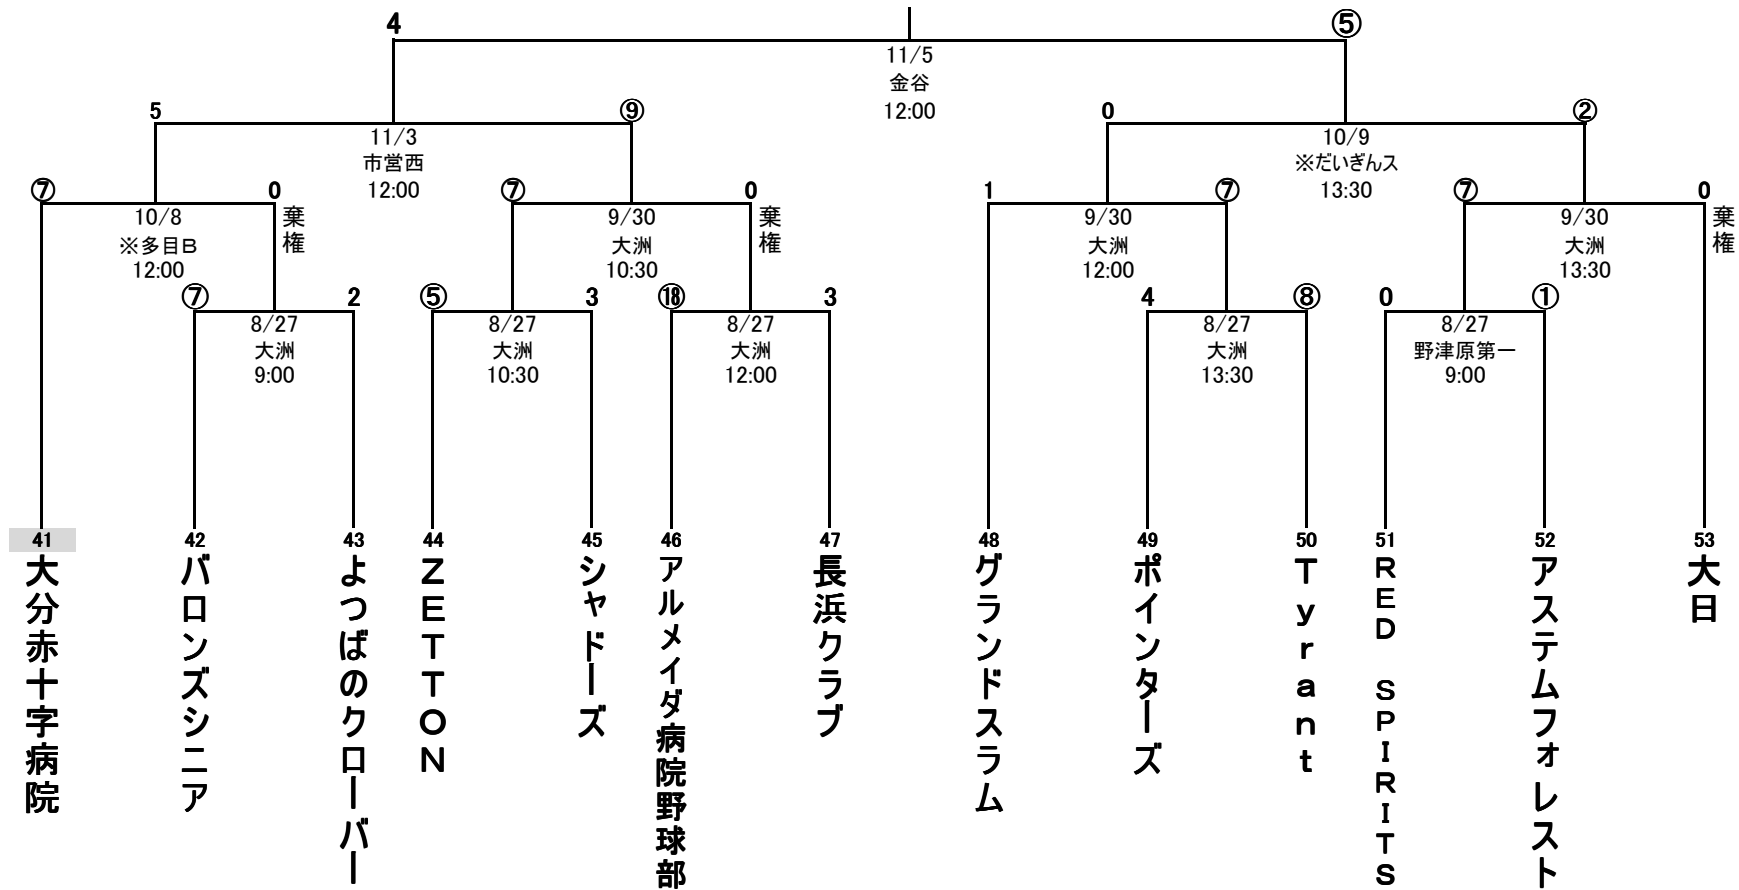 4
⑤
11/5
金谷
12:00
5
⑨
11/3
市営西
12:00
0
②
10/9
※だいぎんス
13:30
⑦
0
棄権
10/8
※多目B
12:00
⑦
0
棄権
9/30
大洲
10:30
1
⑦
9/30
大洲
12:00
⑦
0
棄権
9/30
大洲
13:30
⑦
2
8/27
大洲
9:00
⑤
3
8/27
大洲
10:30
⑱
3
8/27
大洲
12:00
4
⑧
8/27
大洲
13:30
0
①
8/27
野津原第一
9:00
41
大分赤十字病院
42
バロンズシニア
43
よつばのクローバー
44
ZETTON
45
シャドーズ
46
アルメイダ病院野球部
47
長浜クラブ
48
グランドスラム
49
ポインターズ
50
Tyrant
51
RED SPIRITS
52
アステムフォレスト
53
大日